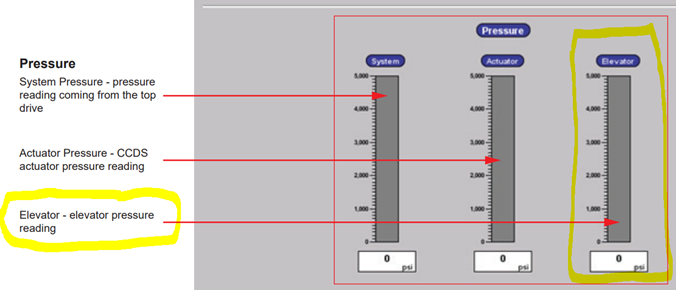 Pressure
System Pressure - pressure
reading coming from the top
drive
Actuator Pressure - CCDS
actuator pressure reading
Elevator - elevator pressure
reading
Pressure
System
Actuator
Elevator
5,000
4,000
3,000
2,000
1,000
0
5,000
4,000
3,000
2,000
1,000
0
5,000
4,000
3,000
2,000
1,000
0
0
psi
0
psi
0
psi